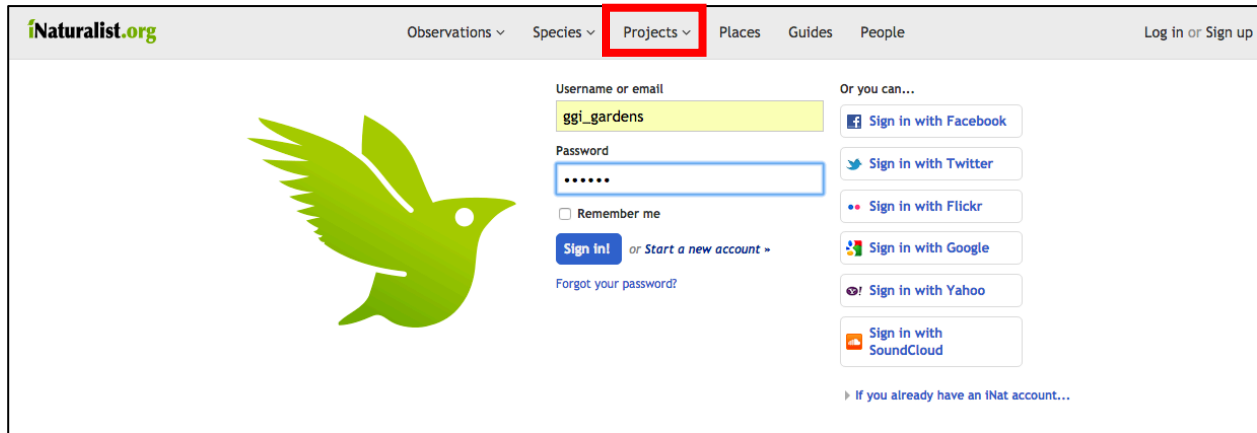 iNaturalist.org
Observations Species Projects Places Guides People Log in or Sign up
Username or email
ggi_gardens
Password
••••••
Remember me
Sign in! or Start a new account »
Forgot your password?
Or you can...
Sign in with Facebook
Sign in with Twitter
Sign in with Flickr
Sign in with Google
Sign in with Yahoo
Sign in with
SoundCloud
If you already have an iNat account...